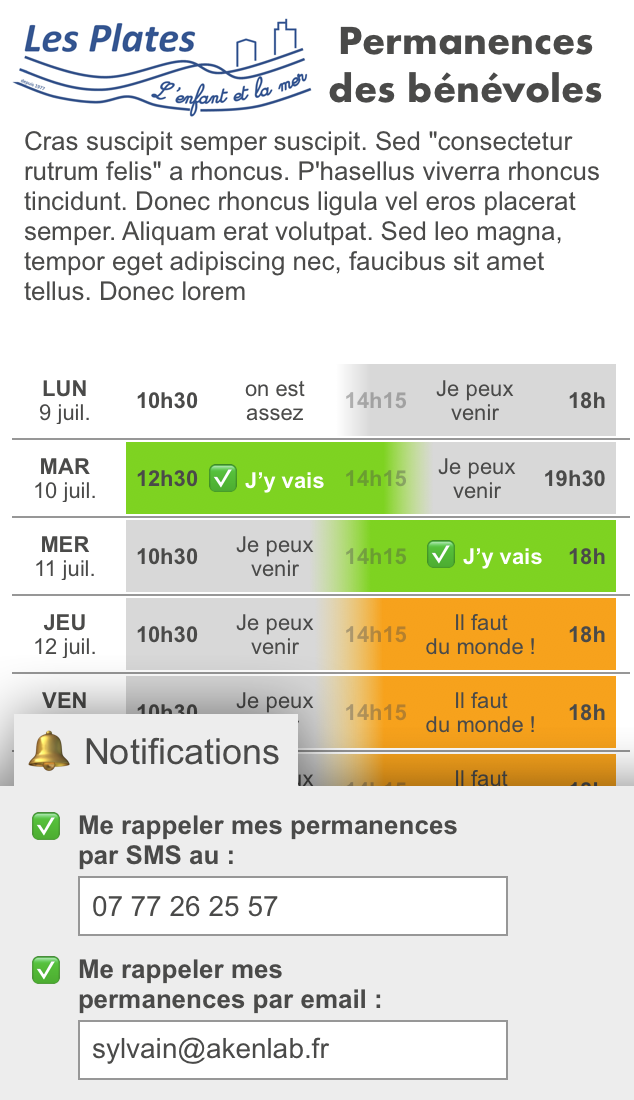 Les Plates
depuis 1977
L'enfant et la mer
Permanences
des bénévoles
Cras suscipit semper suscipit. Sed "consectetur
rutrum felis" a rhoncus. P'hasellus viverra rhoncus
tincidunt. Donec rhoncus ligula vel eros placerat
semper. Aliquam erat volutpat. Sed leo magna,
tempor eget adipiscing nec, faucibus sit amet
tellus. Donec lorem
LUN
9 juil.
10h30
on est
assez
14h15
Je peux
venir
18h
MAR
10 juil.
12h30
J'y vais
14h15
Je peux
venir
19h30
MER
11 juil.
10h30
Je peux
venir
14h15
J'y vais
18h
JEU
12 juil.
10h30
Je peux
venir
14h15
Il faut
du monde !
18h
VEN
10h30
Je peux
14h15
Il faut
du monde !
18h
Il faut
Notifications
Me rappeler mes permanences
par SMS au :
07 77 26 25 57
Me rappeler mes
permanences par email :
sylvain@akenlab.fr